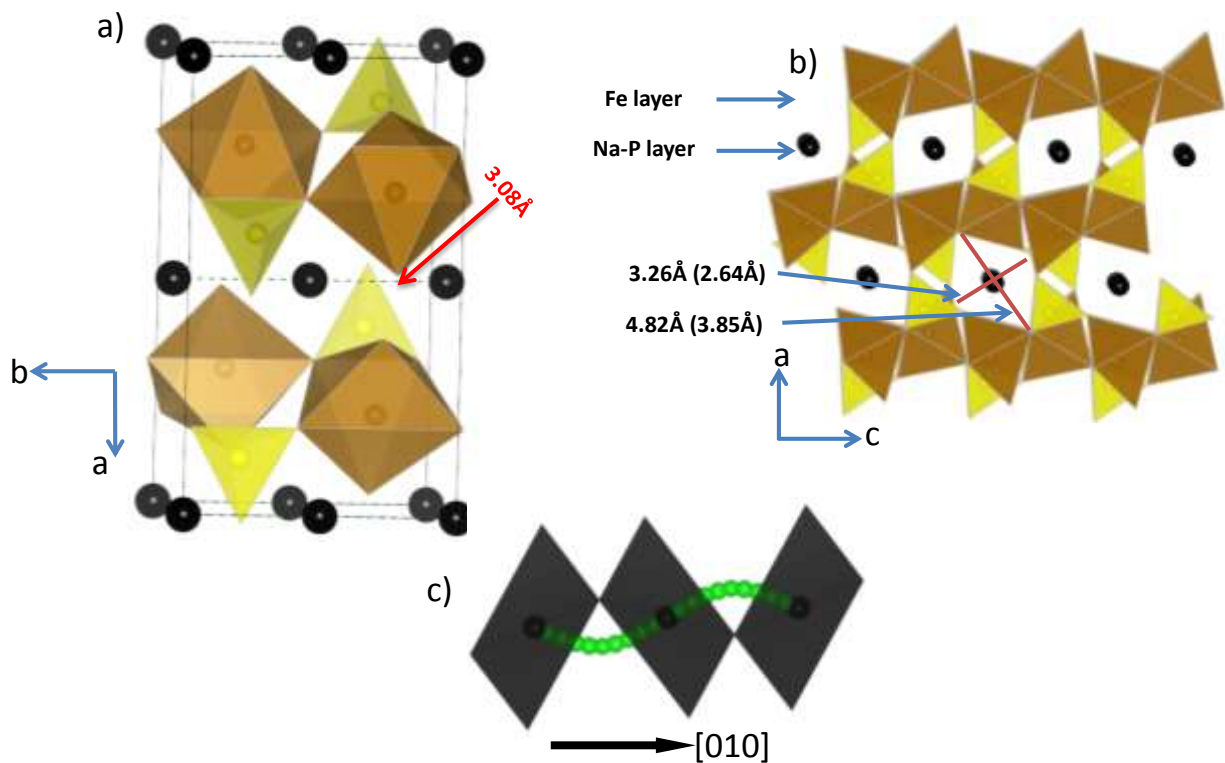 a)
3.08Å
b
a
b)
Fe layer
Na-P layer
3.26Å (2.64Å)
4.82Å (3.85Å)
a
c
c)
[010]